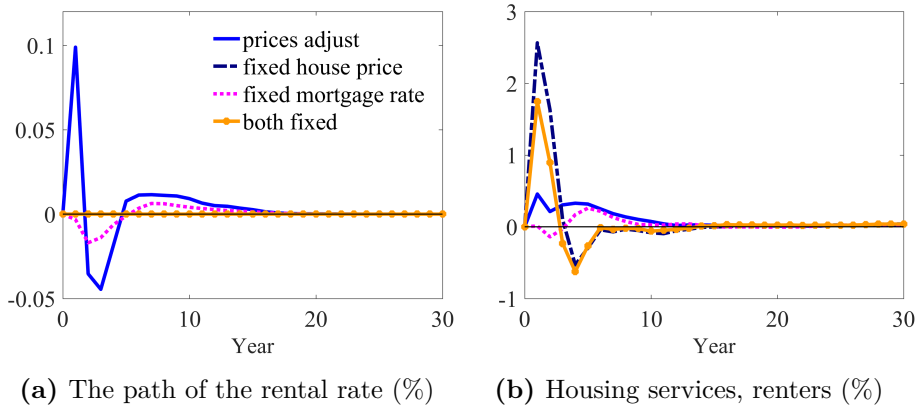 0.1
0.05
0
-0.05
prices adjust
fixed house price
fixed mortgage rate
both fixed
0 10 20 30
Year
3
2
1
0
-1
0 10 20 30
Year
(a) The path of the rental rate (%)
(b) Housing services, renters (%)